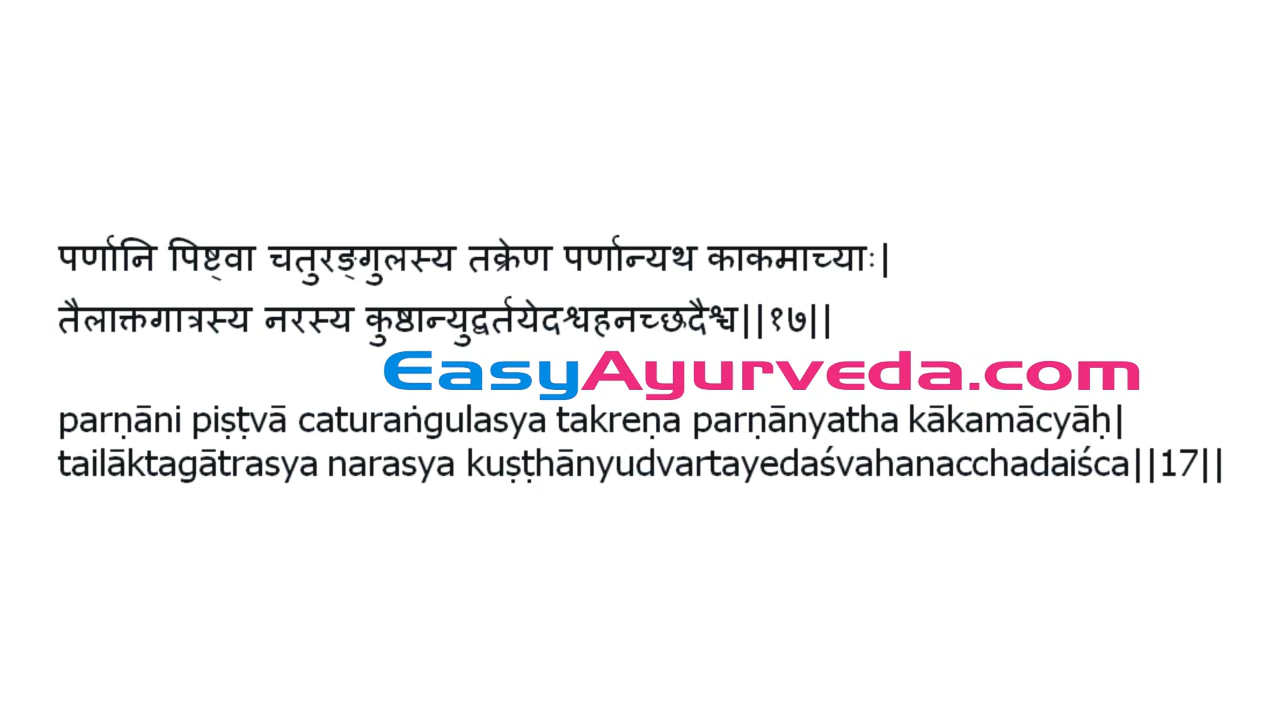 पर्णानि पिष्ट्वा चतुरङ्गुलस्य तक्रेण पर्णान्यथ काकमाच्याः|
तैलाक्तगात्रस्य नरस्य कुष्ठान्युद्वर्तयेदश्वहनच्छदैश्च||१७||
EasyAyurveda.com
parṇāni piṣṭvā caturaṅgulasya takreṇa parṇānyatha kākamācyāḥ|
tailāktagātrasya narasya kuṣṭhānyudvartayedaśvahanacchadaiśca||17||